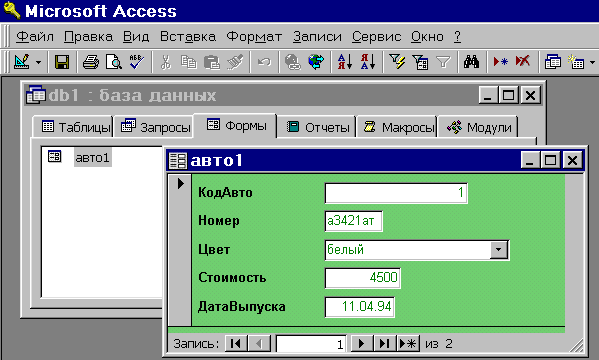 Microsoft Access
Файл Правка Вид Вставка Формат Записи Сервис Окно ?
db1 : база данных
Таблицы Запросы Формы Отчеты Макросы Модули
авто1
авто1
КодАвто 1
Номер а3421ат
Цвет белый
Стоимость 4500
ДатаВыпуска 11.04.94
Запись: 1 из 2